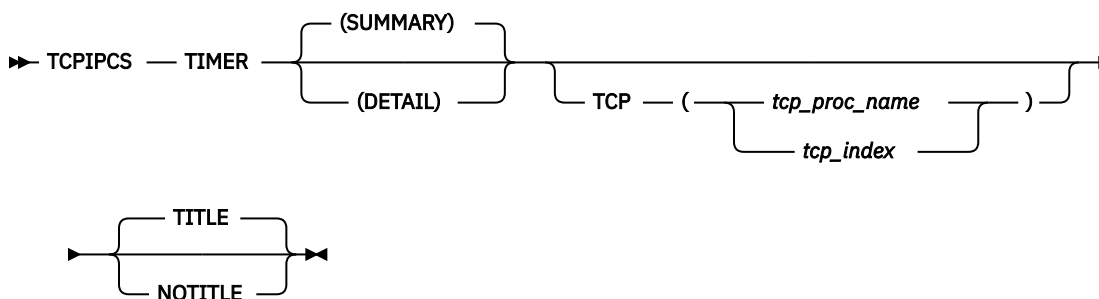 (SUMMARY)
TCPIPCS TIMER
(DETAIL) TCP ( tcp_proc_name )
tcp_index
TITLE
NOTITLE